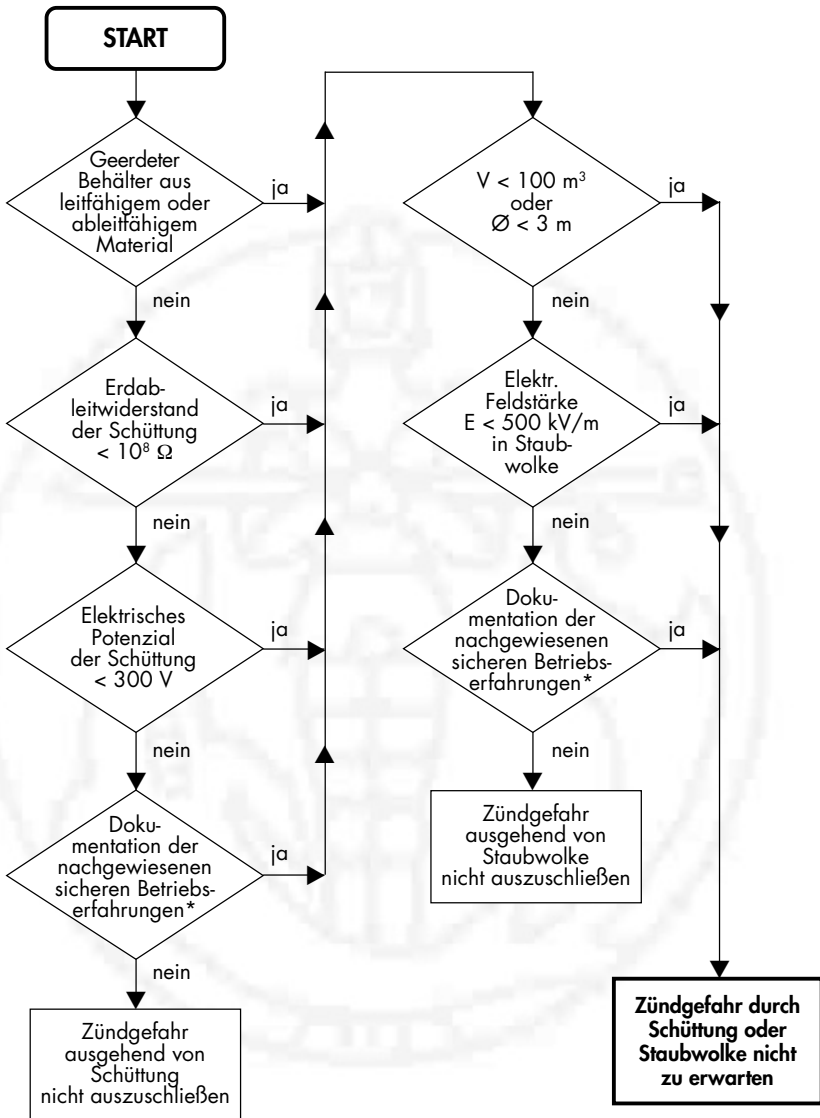 START
Geerdeter
Behälter aus
leitfähigem oder
ableitfähigem
Material
ja
nein
Erdab-
leitwiderstand
der Schüttung
< 10⁸ Ω
ja
nein
Elektrisches
Potenzial
der Schüttung
< 300 V
ja
nein
Doku-
mentation der
nachgewiesenen
sicheren Betriebs-
erfahrungen*
ja
nein
Zündgefahr
ausgehend von
Schüttung
nicht auszuschließen
V < 100 m³
oder
Ø < 3 m
ja
nein
Elektr.
Feldstärke
E < 500 kV/m
in Staub-
wolke
ja
nein
Doku-
mentation der
nachgewiesenen
sicheren Betriebs-
erfahrungen*
ja
nein
Zündgefahr
ausgehend von
Staubwolke
nicht auszuschließen
Zündgefahr durch
Schüttung oder
Staubwolke nicht
zu erwarten